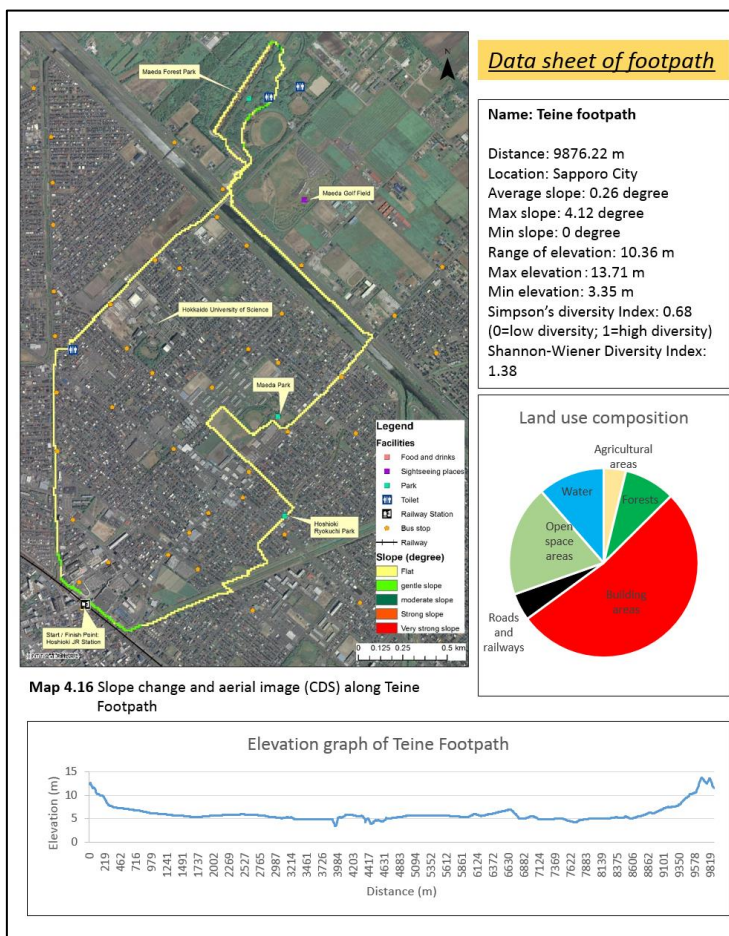 Data sheet of footpath
Name: Teine footpath
Distance: 9876.22 m
Location: Sapporo City
Average slope: 0.26 degree
Max slope: 4.12 degree
Min slope: 0 degree
Range of elevation: 10.36 m
Max elevation : 13.71 m
Min elevation : 3.35 m
Simpson's diversity Index: 0.68
(0=low diversity; 1=high diversity)
Shannon-Wiener Diversity Index:
1.38
N
Maeda Forest Park
Maeda Golf Field
Hokkaido University of Science
Maeda Park
Hoshioki
Ryokuchi Park
Start / Finish Point:
Hoshioki JR Station
Legend
Facilities
Food and drinks
Sightseeing places
Park
Toilet
Railway Station
Bus stop
Railway
Slope (degree)
Flat
gentle slope
moderate slope
Strong slope
Very strong slope
0 0.125 0.25 0.5 km
Map 4.16 Slope change and aerial image (CDS) along Teine
Footpath
Land use composition
Agricultural
areas
Forests
Water
Open
space
areas
Building
areas
Roads
and
railways
Elevation graph of Teine Footpath
Elevation (m)
15
10
5
0
0 219 462 716 979 1241 1491 1737 2002 2269 2527 2765 2987 3214 3461 3726 3984 4203 4417 4631 4883 5094 5352 5612 5861 6124 6372 6630 6882 7124 7369 7622 7883 8139 8375 8606 8862 9101 9350 9578 9819
Distance (m)